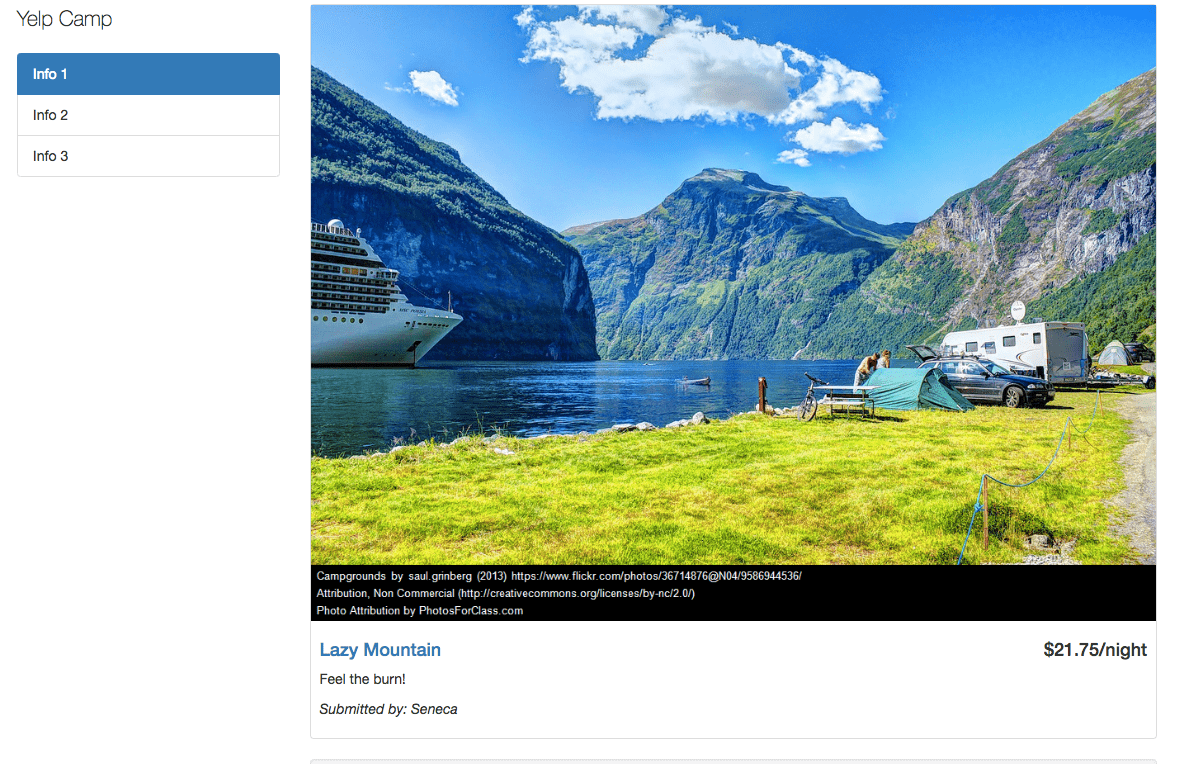 Yelp Camp
Info 1
Info 2
Info 3
Campgrounds by saul.grinberg (2013) https://www.flickr.com/photos/36714876@N04/9586944536/
Attribution, Non Commercial (http://creativecommons.org/licenses/by-nc/2.0/)
Photo Attribution by PhotosForClass.com
Lazy Mountain
$21.75/night
Feel the burn!
Submitted by: Seneca